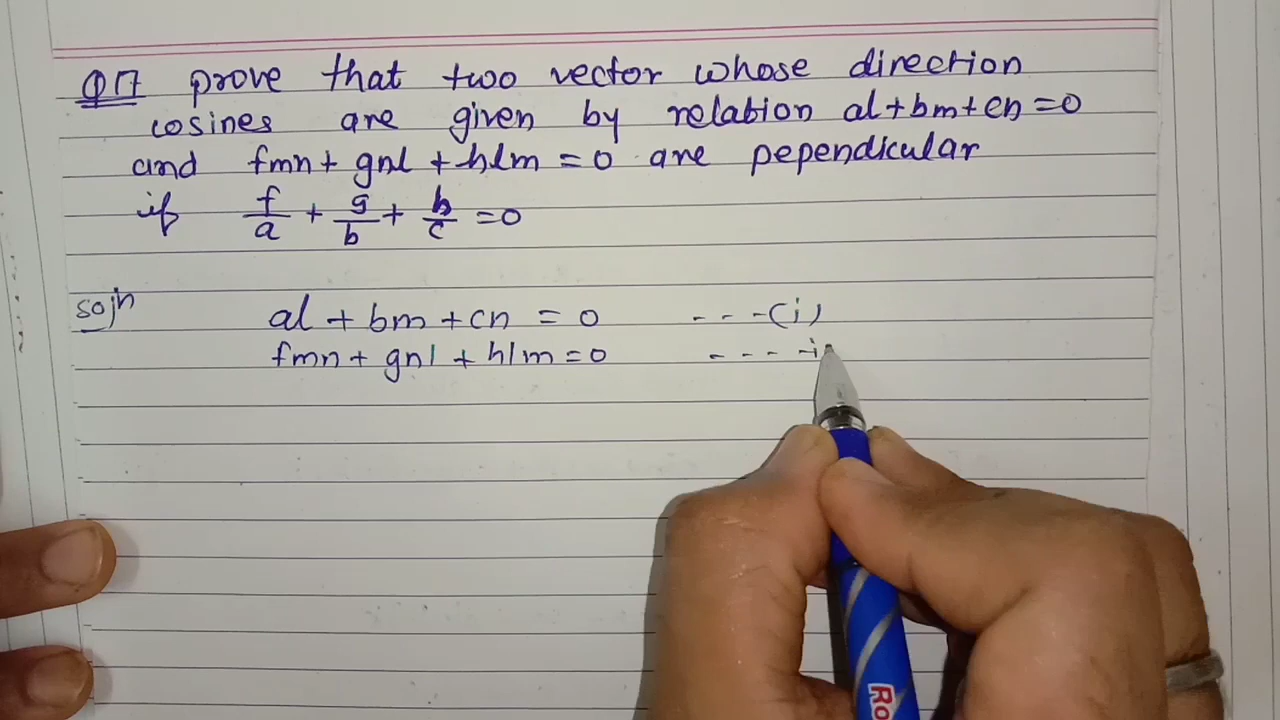 Q17 prove that two vector whose direction
cosines are given by relation al+bm+cn=0
and fmn+gnl+hlm=0 are pependicular
if f/a + g/b + h/c =0
soln
al+bm+cn = 0 ---(i)
fmn+gnl+hlm=0 ----i
Ro